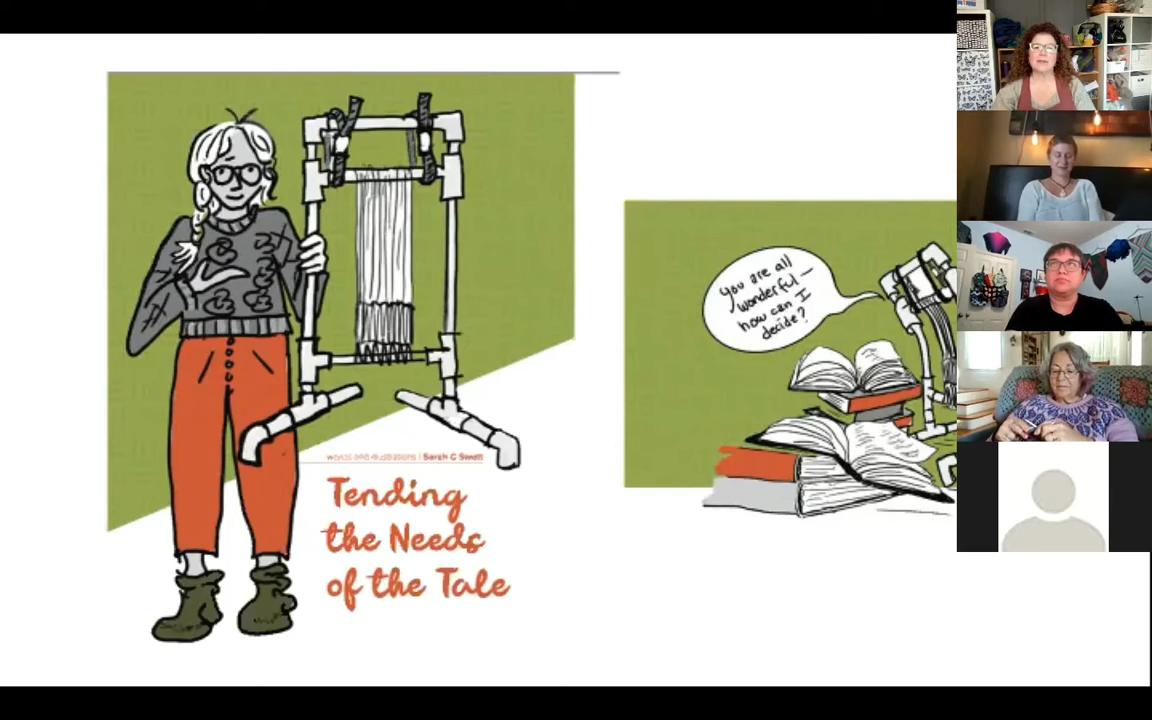 words and illustrations | Sarah C Swett
Tending
the Needs
of the Tale
You are all
wonderful —
how can I
decide?